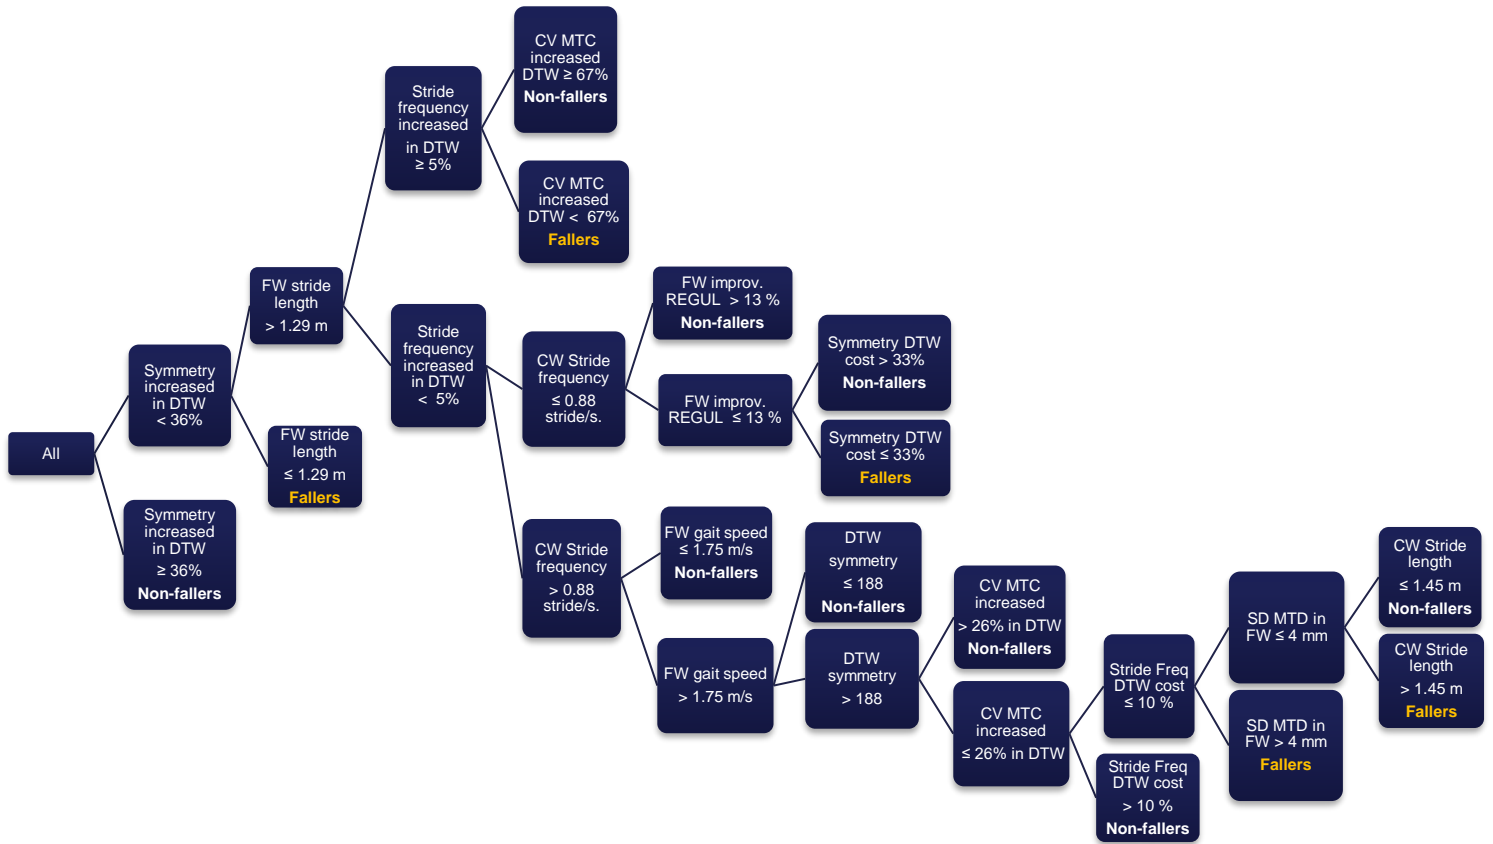 All
Symmetry
increased
in DTW
< 36%
Symmetry
increased
in DTW
≥ 36%
Non-fallers
FW stride
length
> 1.29 m
FW stride
length
≤ 1.29 m
Fallers
Stride
frequency
increased
in DTW
≥ 5%
Stride
frequency
increased
in DTW
< 5%
CV MTC
increased
DTW ≥ 67%
Non-fallers
CV MTC
increased
DTW < 67%
Fallers
CW Stride
frequency
≤ 0.88
stride/s.
CW Stride
frequency
> 0.88
stride/s.
FW improv.
REGUL > 13 %
Non-fallers
FW improv.
REGUL ≤ 13 %
Symmetry DTW
cost > 33%
Non-fallers
Symmetry DTW
cost ≤ 33%
Fallers
FW gait speed
≤ 1.75 m/s
Non-fallers
FW gait speed
> 1.75 m/s
DTW
symmetry
≤ 188
Non-fallers
DTW
symmetry
> 188
CV MTC
increased
> 26% in DTW
Non-fallers
CV MTC
increased
≤ 26% in DTW
Stride Freq
DTW cost
≤ 10 %
Stride Freq
DTW cost
> 10 %
Non-fallers
SD MTD in
FW ≤ 4 mm
SD MTD in
FW > 4 mm
Fallers
CW Stride
length
≤ 1.45 m
Non-fallers
CW Stride
length
> 1.45 m
Fallers